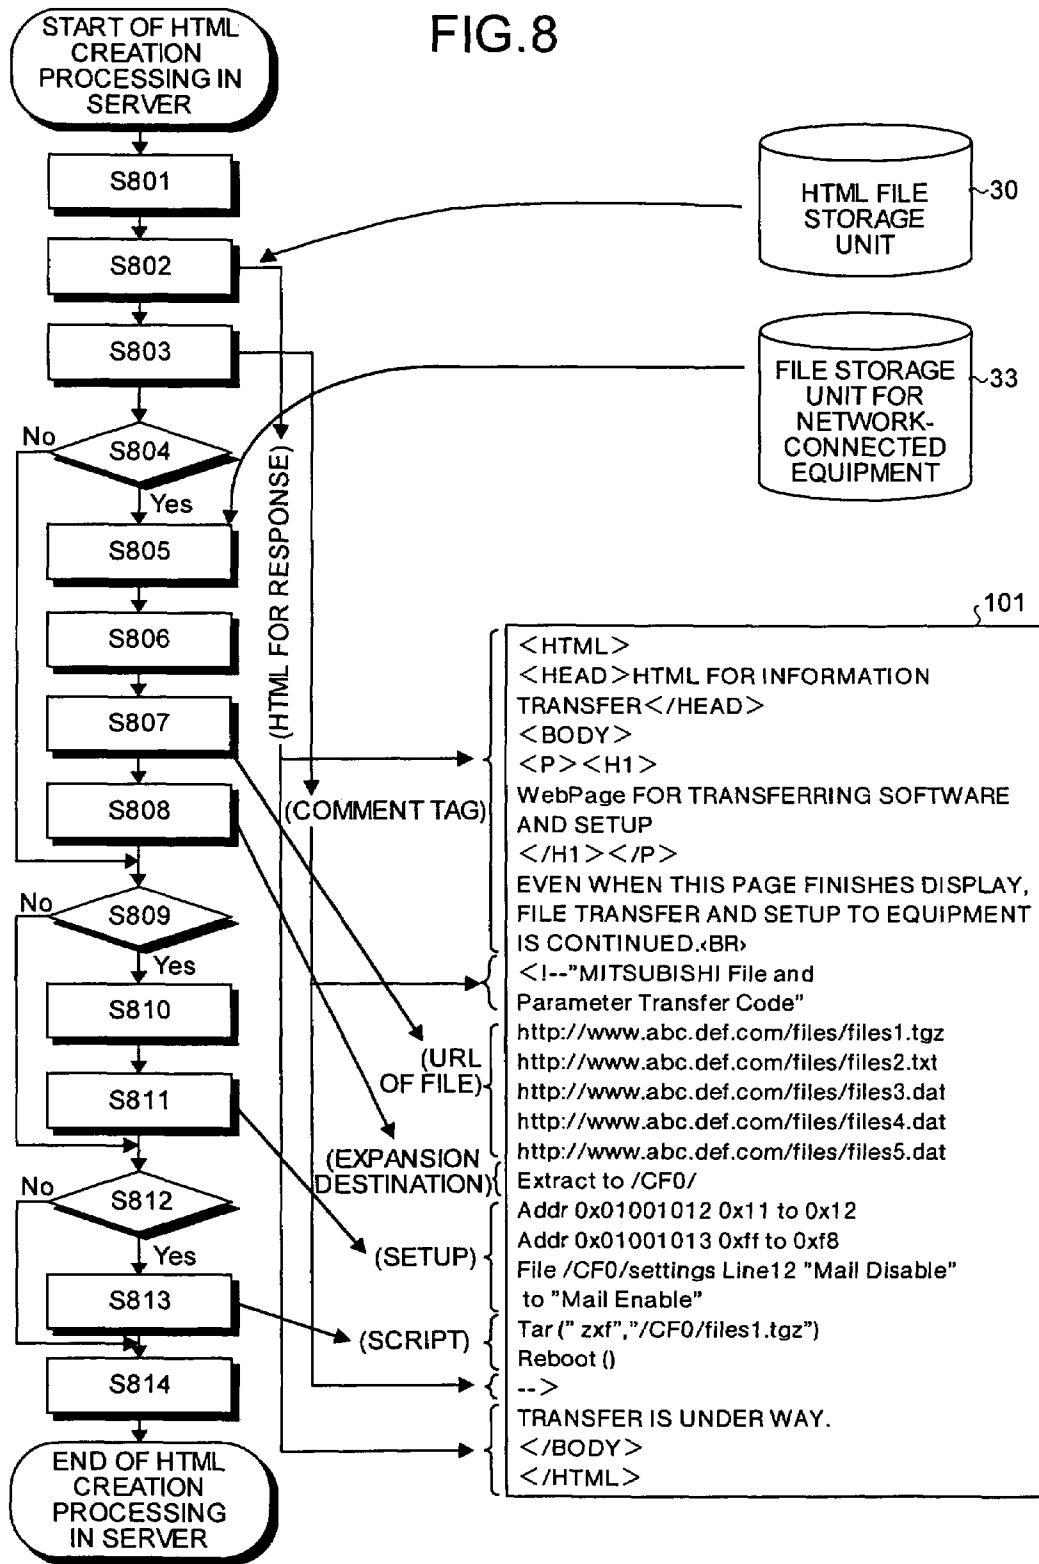 FIG.8
START OF HTML
CREATION
PROCESSING IN
SERVER
S801
S802
S803
No
S804
Yes
S805
S806
S807
S808
No
S809
Yes
S810
S811
No
S812
Yes
S813
S814
END OF HTML
CREATION
PROCESSING
IN SERVER
HTML FILE
STORAGE
UNIT
30
FILE STORAGE
UNIT FOR
NETWORK-
CONNECTED
EQUIPMENT
33
(HTML FOR RESPONSE)
(COMMENT TAG)
(URL
OF FILE)
(EXPANSION
DESTINATION)
(SETUP)
(SCRIPT)
101
<HTML>
<HEAD>HTML FOR INFORMATION
TRANSFER</HEAD>
<BODY>
<P><H1>
WebPage FOR TRANSFERRING SOFTWARE
AND SETUP
</H1></P>
EVEN WHEN THIS PAGE FINISHES DISPLAY,
FILE TRANSFER AND SETUP TO EQUIPMENT
IS CONTINUED.<BR>
<!--"MITSUBISHI File and
Parameter Transfer Code"
http://www.abc.def.com/files/files1.tgz
http://www.abc.def.com/files/files2.txt
http://www.abc.def.com/files/files3.dat
http://www.abc.def.com/files/files4.dat
http://www.abc.def.com/files/files5.dat
Extract to /CF0/
Addr 0x01001012 0x11 to 0x12
Addr 0x01001013 0xff to 0xf8
File /CF0/settings Line12 "Mail Disable"
to "Mail Enable"
Tar (" zxf","/CF0/files1.tgz")
Reboot ()
-->
TRANSFER IS UNDER WAY.
</BODY>
</HTML>